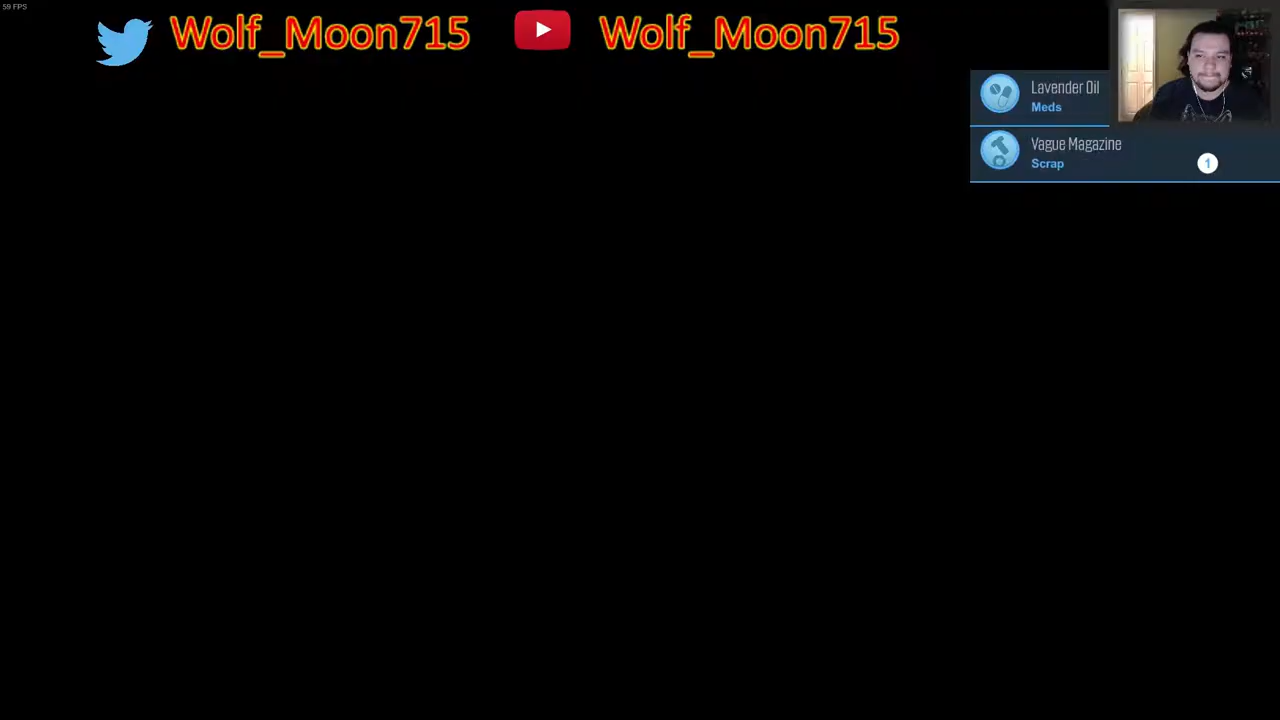 59 FPS
Wolf_Moon715
Wolf_Moon715
Lavender Oil
Meds
Vague Magazine
Scrap
1